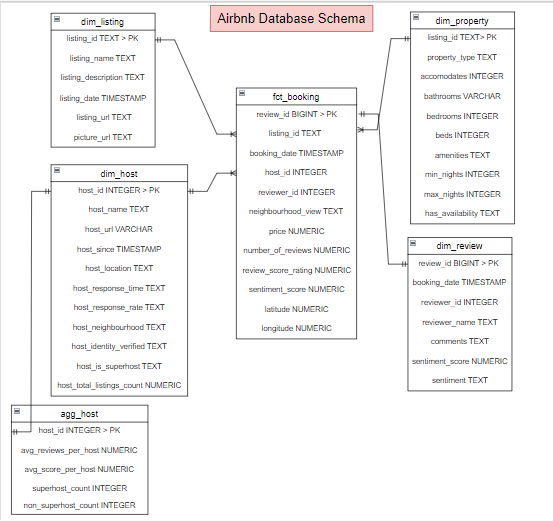 Airbnb Database Schema
dim_listing
listing_id TEXT > PK
listing_name TEXT
listing_description TEXT
listing_date TIMESTAMP
listing_url TEXT
picture_url TEXT
dim_host
host_id INTEGER > PK
host_name TEXT
host_url VARCHAR
host_since TIMESTAMP
host_location TEXT
host_response_time TEXT
host_response_rate TEXT
host_neighbourhood TEXT
host_identity_verified TEXT
host_is_superhost TEXT
host_total_listings_count NUMERIC
agg_host
host_id INTEGER > PK
avg_reviews_per_host NUMERIC
avg_score_per_host NUMERIC
superhost_count INTEGER
non_superhost_count INTEGER
fct_booking
review_id BIGINT > PK
listing_id TEXT
booking_date TIMESTAMP
host_id INTEGER
reviewer_id INTEGER
neighbourhood_view TEXT
price NUMERIC
number_of_reviews NUMERIC
review_score_rating NUMERIC
sentiment_score NUMERIC
latitude NUMERIC
longitude NUMERIC
dim_property
listing_id TEXT> PK
property_type TEXT
accomodates INTEGER
bathrooms VARCHAR
bedrooms INTEGER
beds INTEGER
amenities TEXT
min_nights INTEGER
max_nights INTEGER
has_availability TEXT
dim_review
review_id BIGINT > PK
booking_date TIMESTAMP
reviewer_id INTEGER
reviewer_name TEXT
comments TEXT
sentiment_score NUMERIC
sentiment TEXT